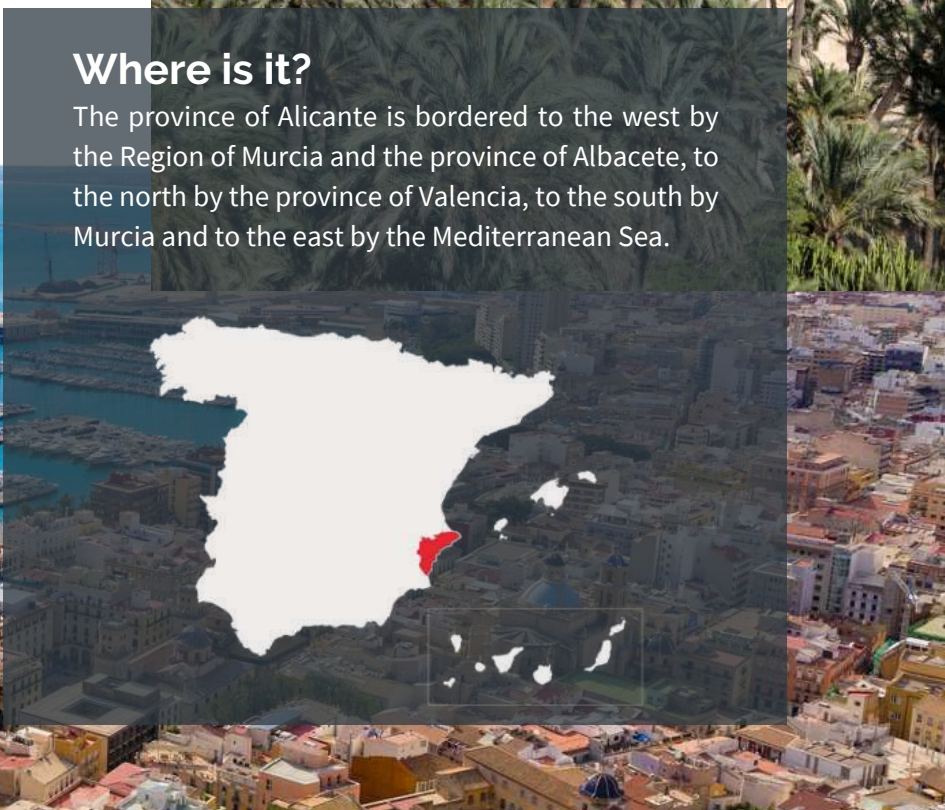 Where is it?
The province of Alicante is bordered to the west by
the Region of Murcia and the province of Albacete, to
the north by the province of Valencia, to the south by
Murcia and to the east by the Mediterranean Sea.